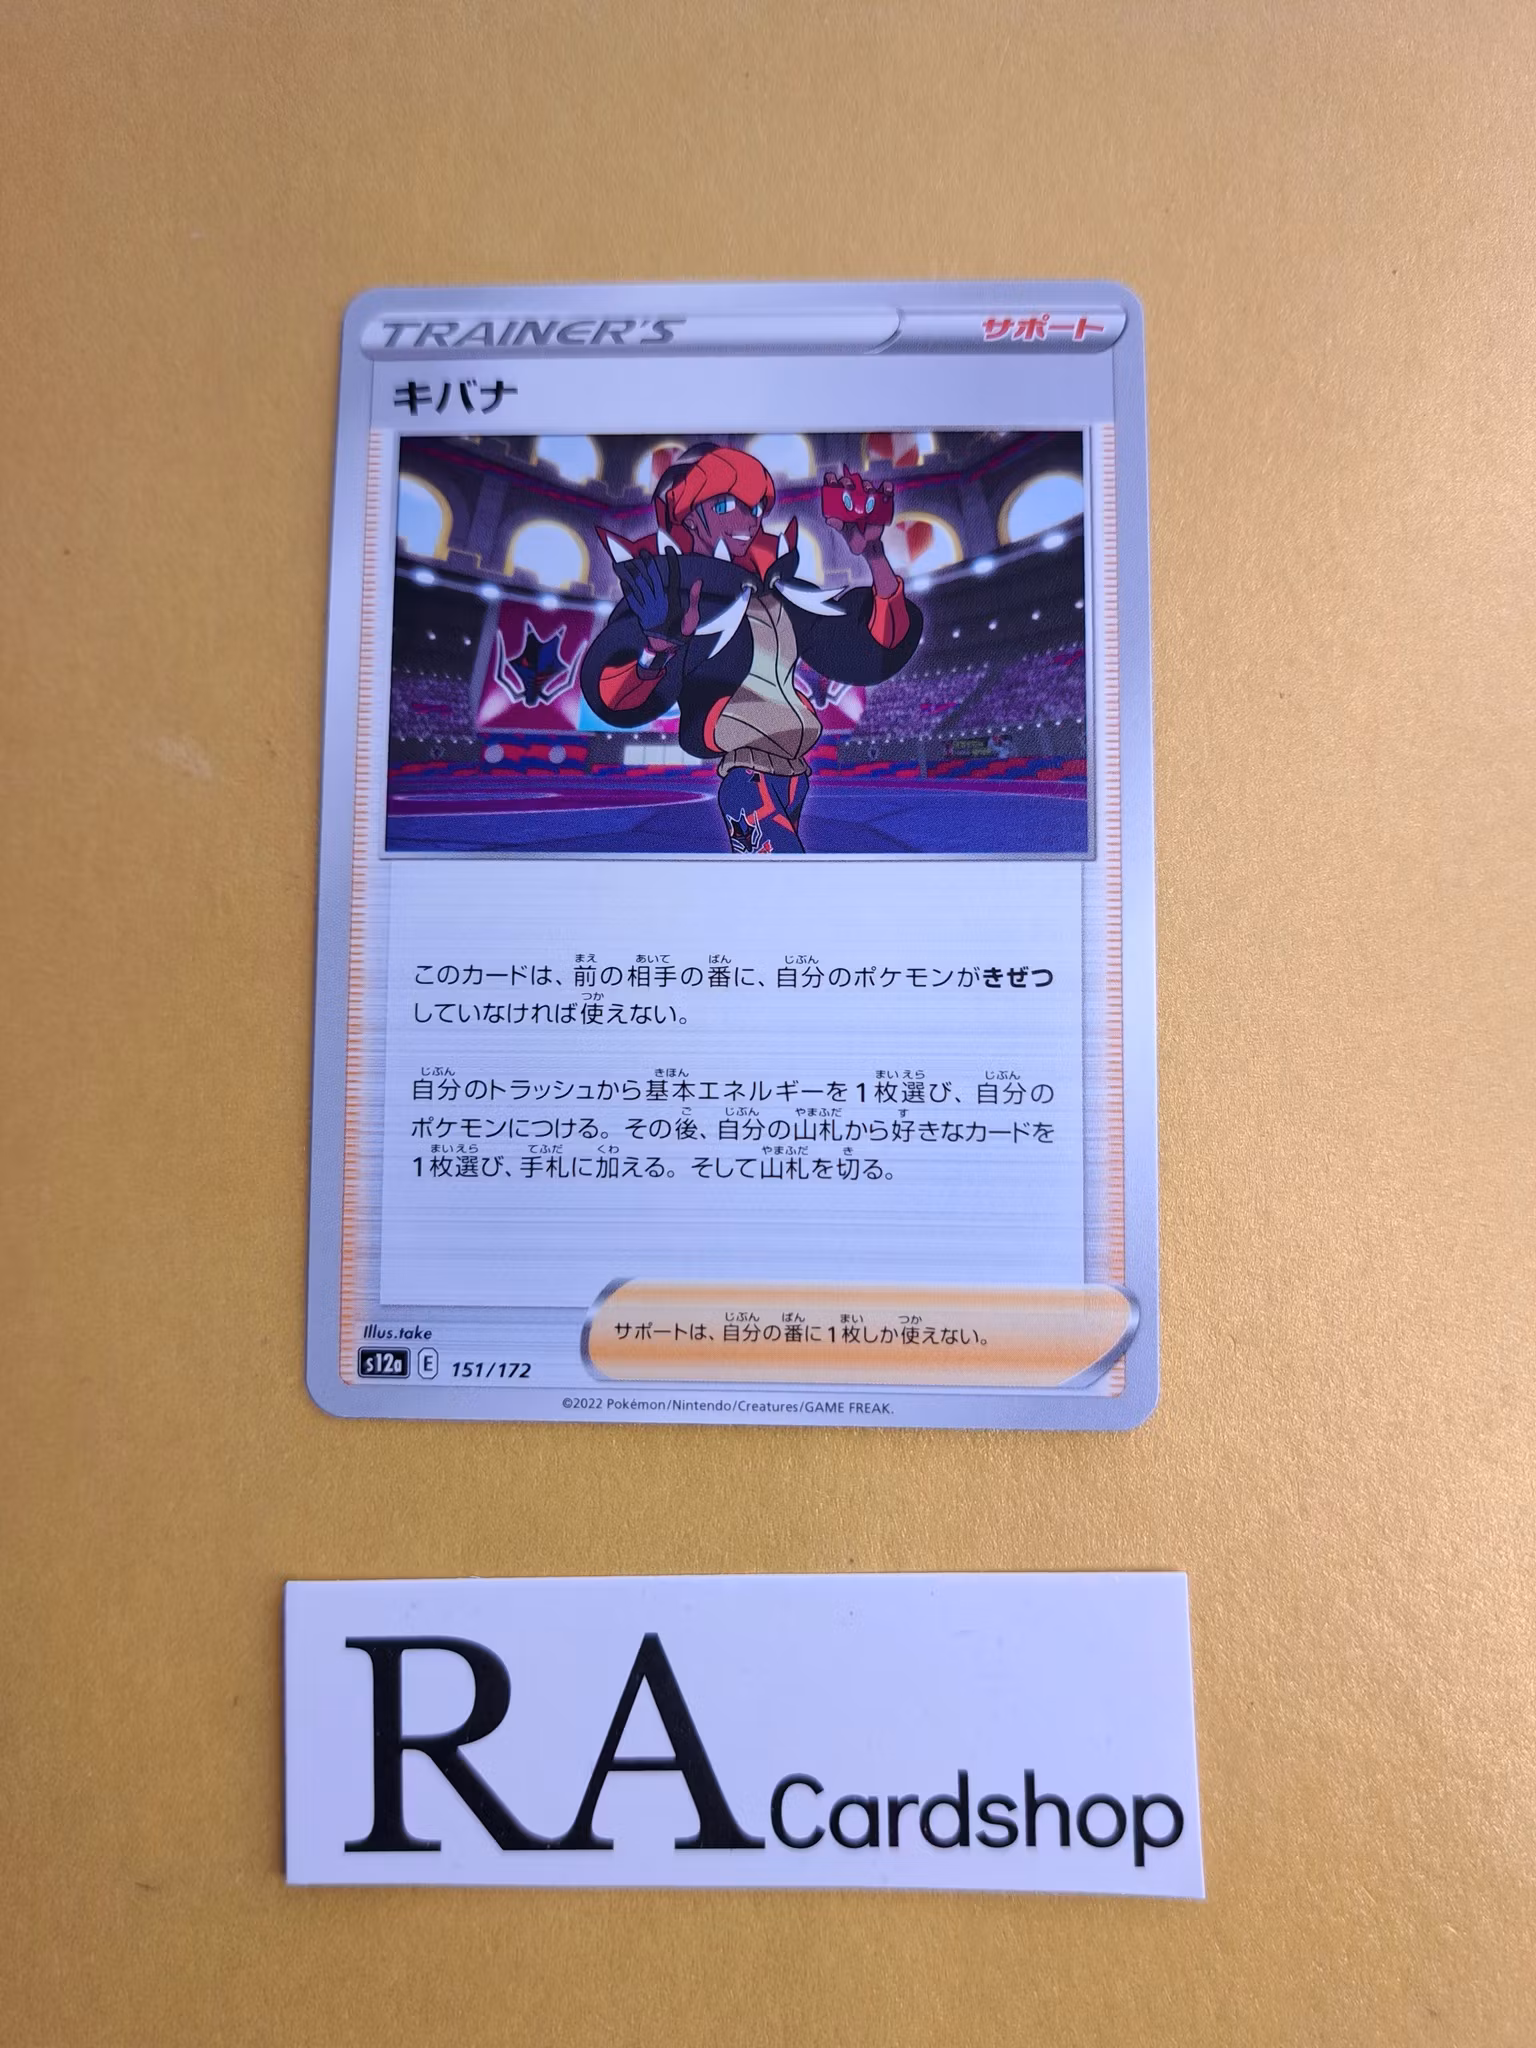 TRAINER'S サポート
キバナ
このカードは、前の相手の番に、自分のポケモンがきぜつ
していなければ使えない。
自分のトラッシュから基本エネルギーを1枚選び、自分の
ポケモンにつける。その後、自分の山札から好きなカードを
1枚選び、手札に加える。そして山札を切る。
サポートは、自分の番に1枚しか使えない。
Illus.take
s12a E 151/172
©2022 Pokémon/Nintendo/Creatures/GAME FREAK.
RA Cardshop